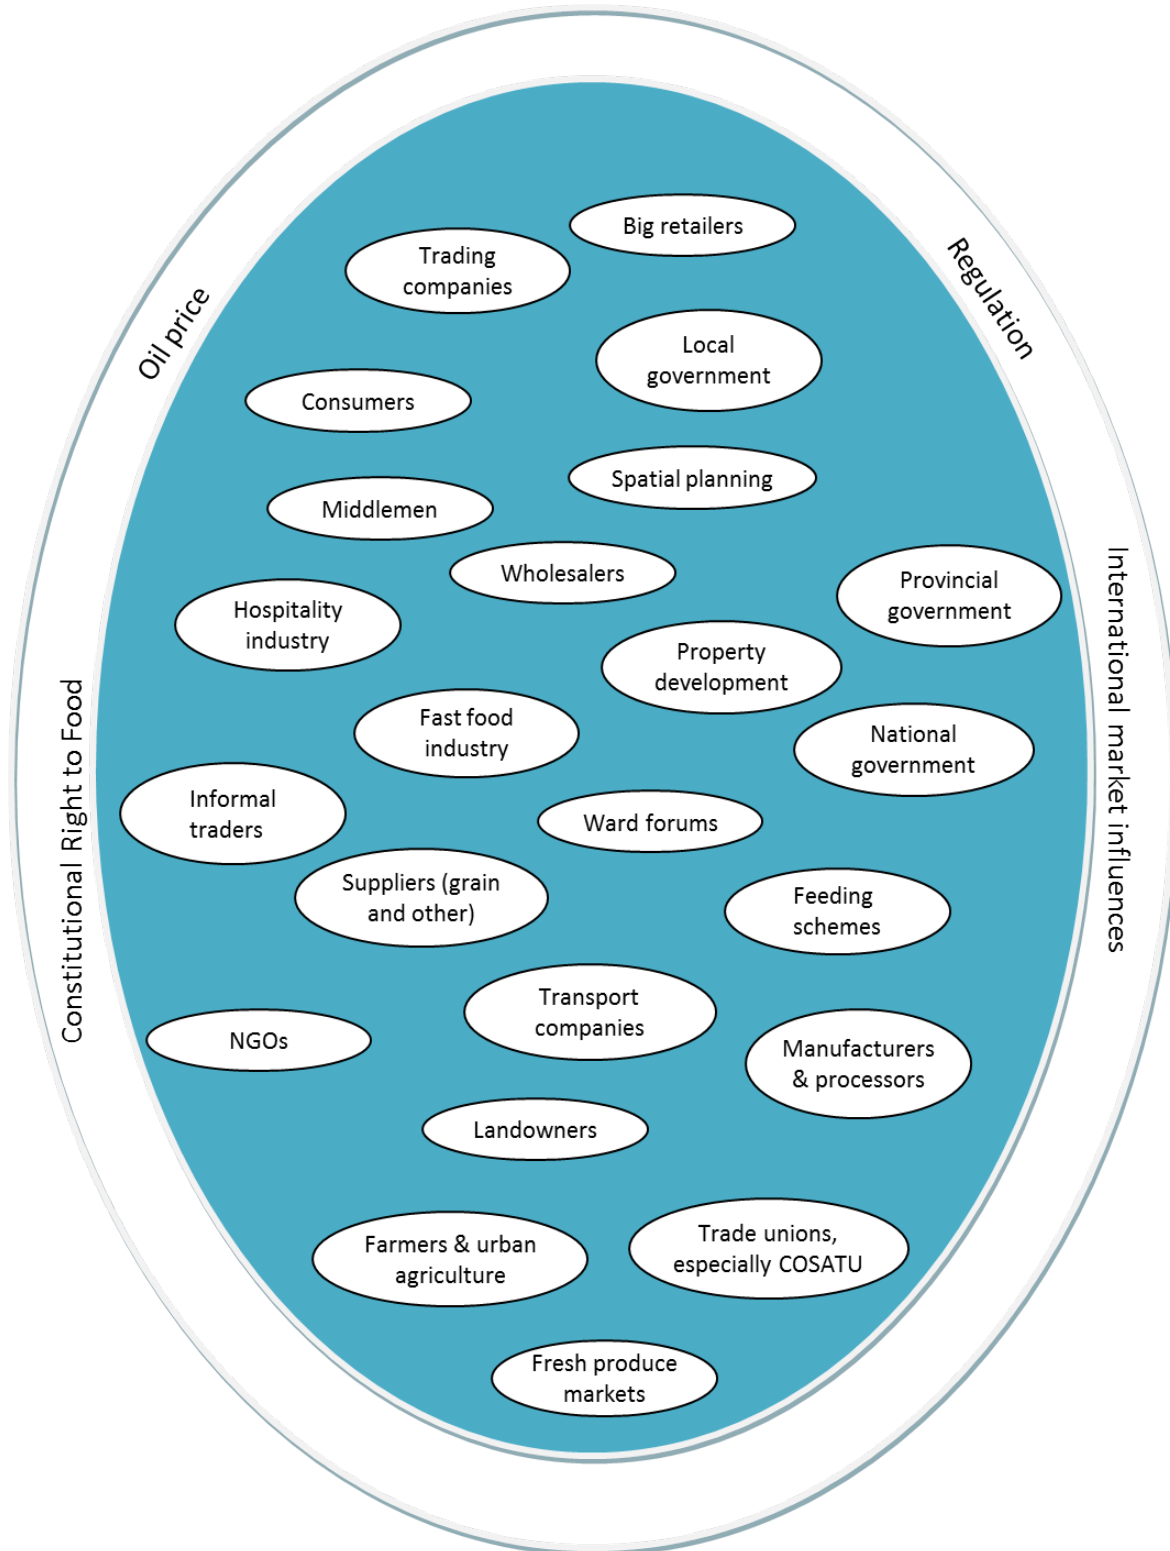 Big retailers
Trading
companies
Regulation
Oil price
Local
government
Consumers
Spatial planning
Middlemen
Wholesalers
Provincial
government
Hospitality
industry
Property
development
International market influences
Constitutional Right to Food
Fast food
industry
National
government
Informal
traders
Ward forums
Suppliers (grain
and other)
Feeding
schemes
Transport
companies
NGOs
Manufacturers
& processors
Landowners
Farmers & urban
agriculture
Trade unions,
especially COSATU
Fresh produce
markets